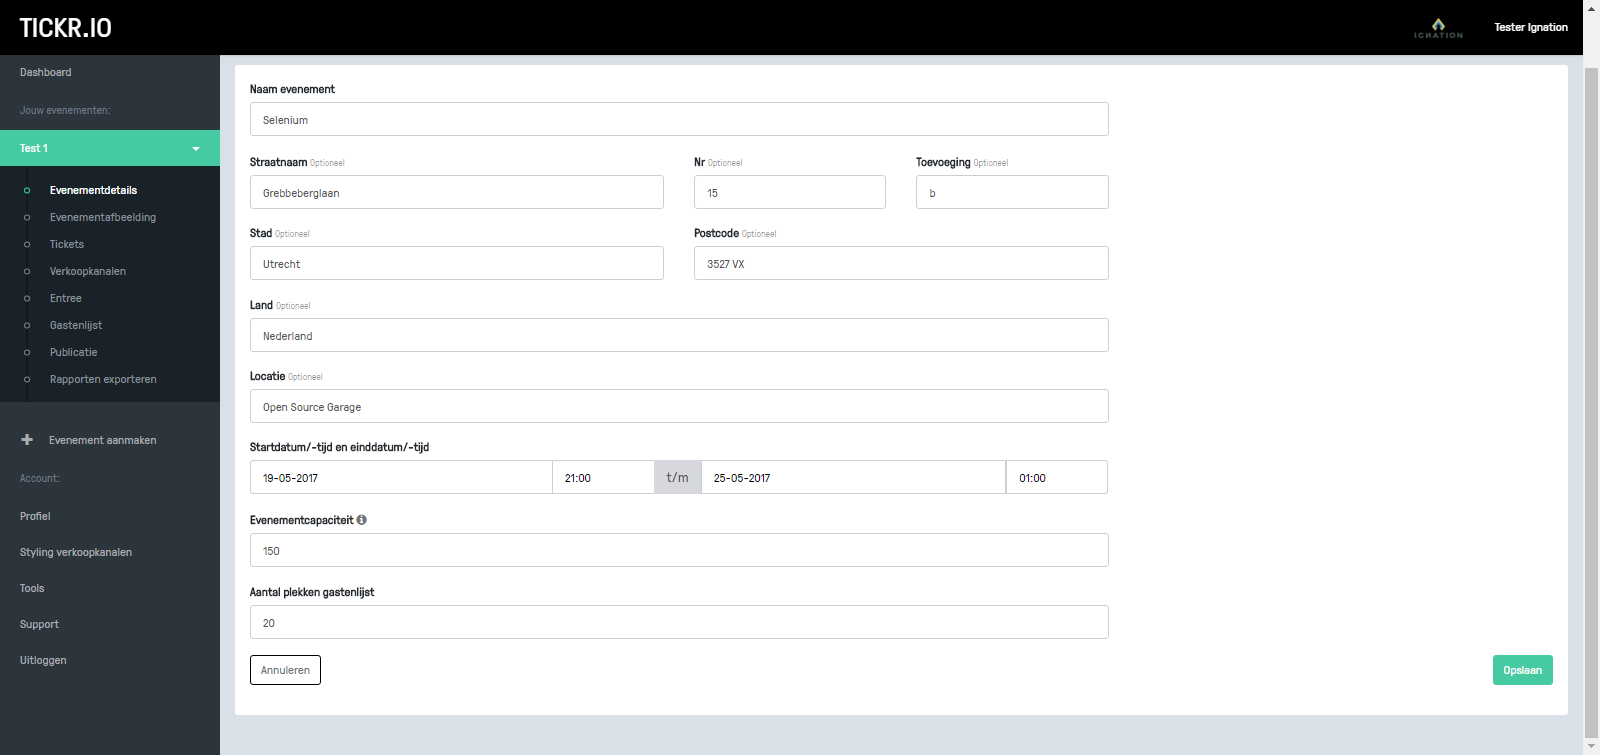 TICKR.IO
IGNATION
Tester Ignation
Dashboard
Jouw evenementen:
Test 1
Evenementdetails
Evenementafbeelding
Tickets
Verkoopkanalen
Entree
Gastenlijst
Publicatie
Rapporten exporteren
Evenement aanmaken
Account:
Profiel
Styling verkoopkanalen
Tools
Support
Uitloggen
Naam evenement
Selenium
Straatnaam Optioneel
Nr Optioneel
Toevoeging Optioneel
Grebbeberglaan
15
b
Stad Optioneel
Postcode Optioneel
Utrecht
3527 VX
Land Optioneel
Nederland
Locatie Optioneel
Open Source Garage
Startdatum/-tijd en einddatum/-tijd
19-05-2017
21:00
t/m
25-05-2017
01:00
Evenementcapaciteit
150
Aantal plekken gastenlijst
20
Annuleren
Opslaan